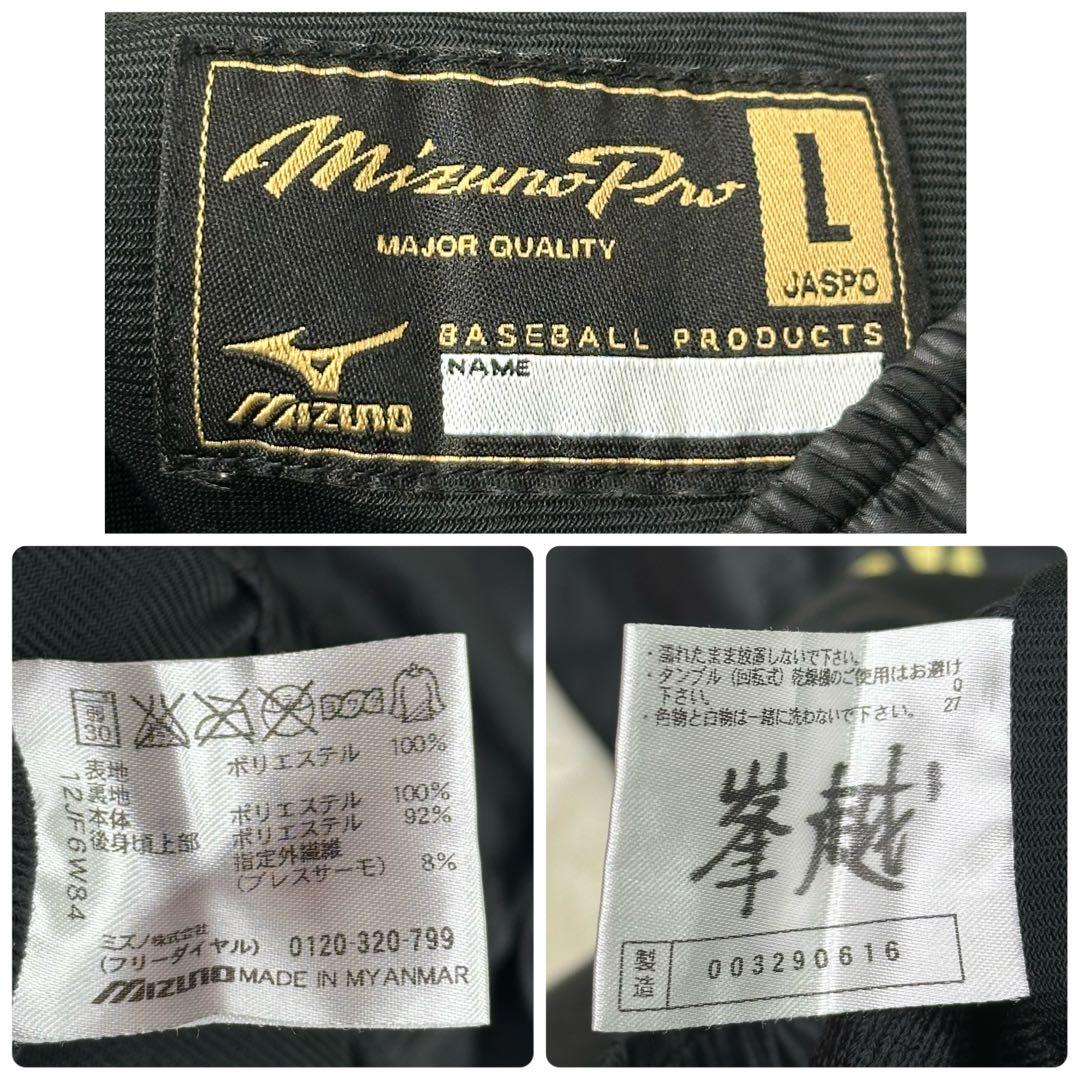 Mizuno Pro
L
MAJOR QUALITY
JASPO
BASEBALL PRODUCTS
NAME
MIZUNO
手洗イ
30
表地 ポリエステル 100%
裏地
本体 ポリエステル 100%
後身頃上部 ポリエステル 92%
指定外繊維
(ブレスサーモ) 8%
12JF6W84
ミズノ株式会社
(フリーダイヤル) 0120-320-799
MIZUNO MADE IN MYANMAR
・濡れたまま放置しないで下さい。
・タンブル(回転式)乾燥機のご使用はお避け
下さい。
・色物と白物は一緒に洗わないで下さい。
0
27
峯越
製造 003290616